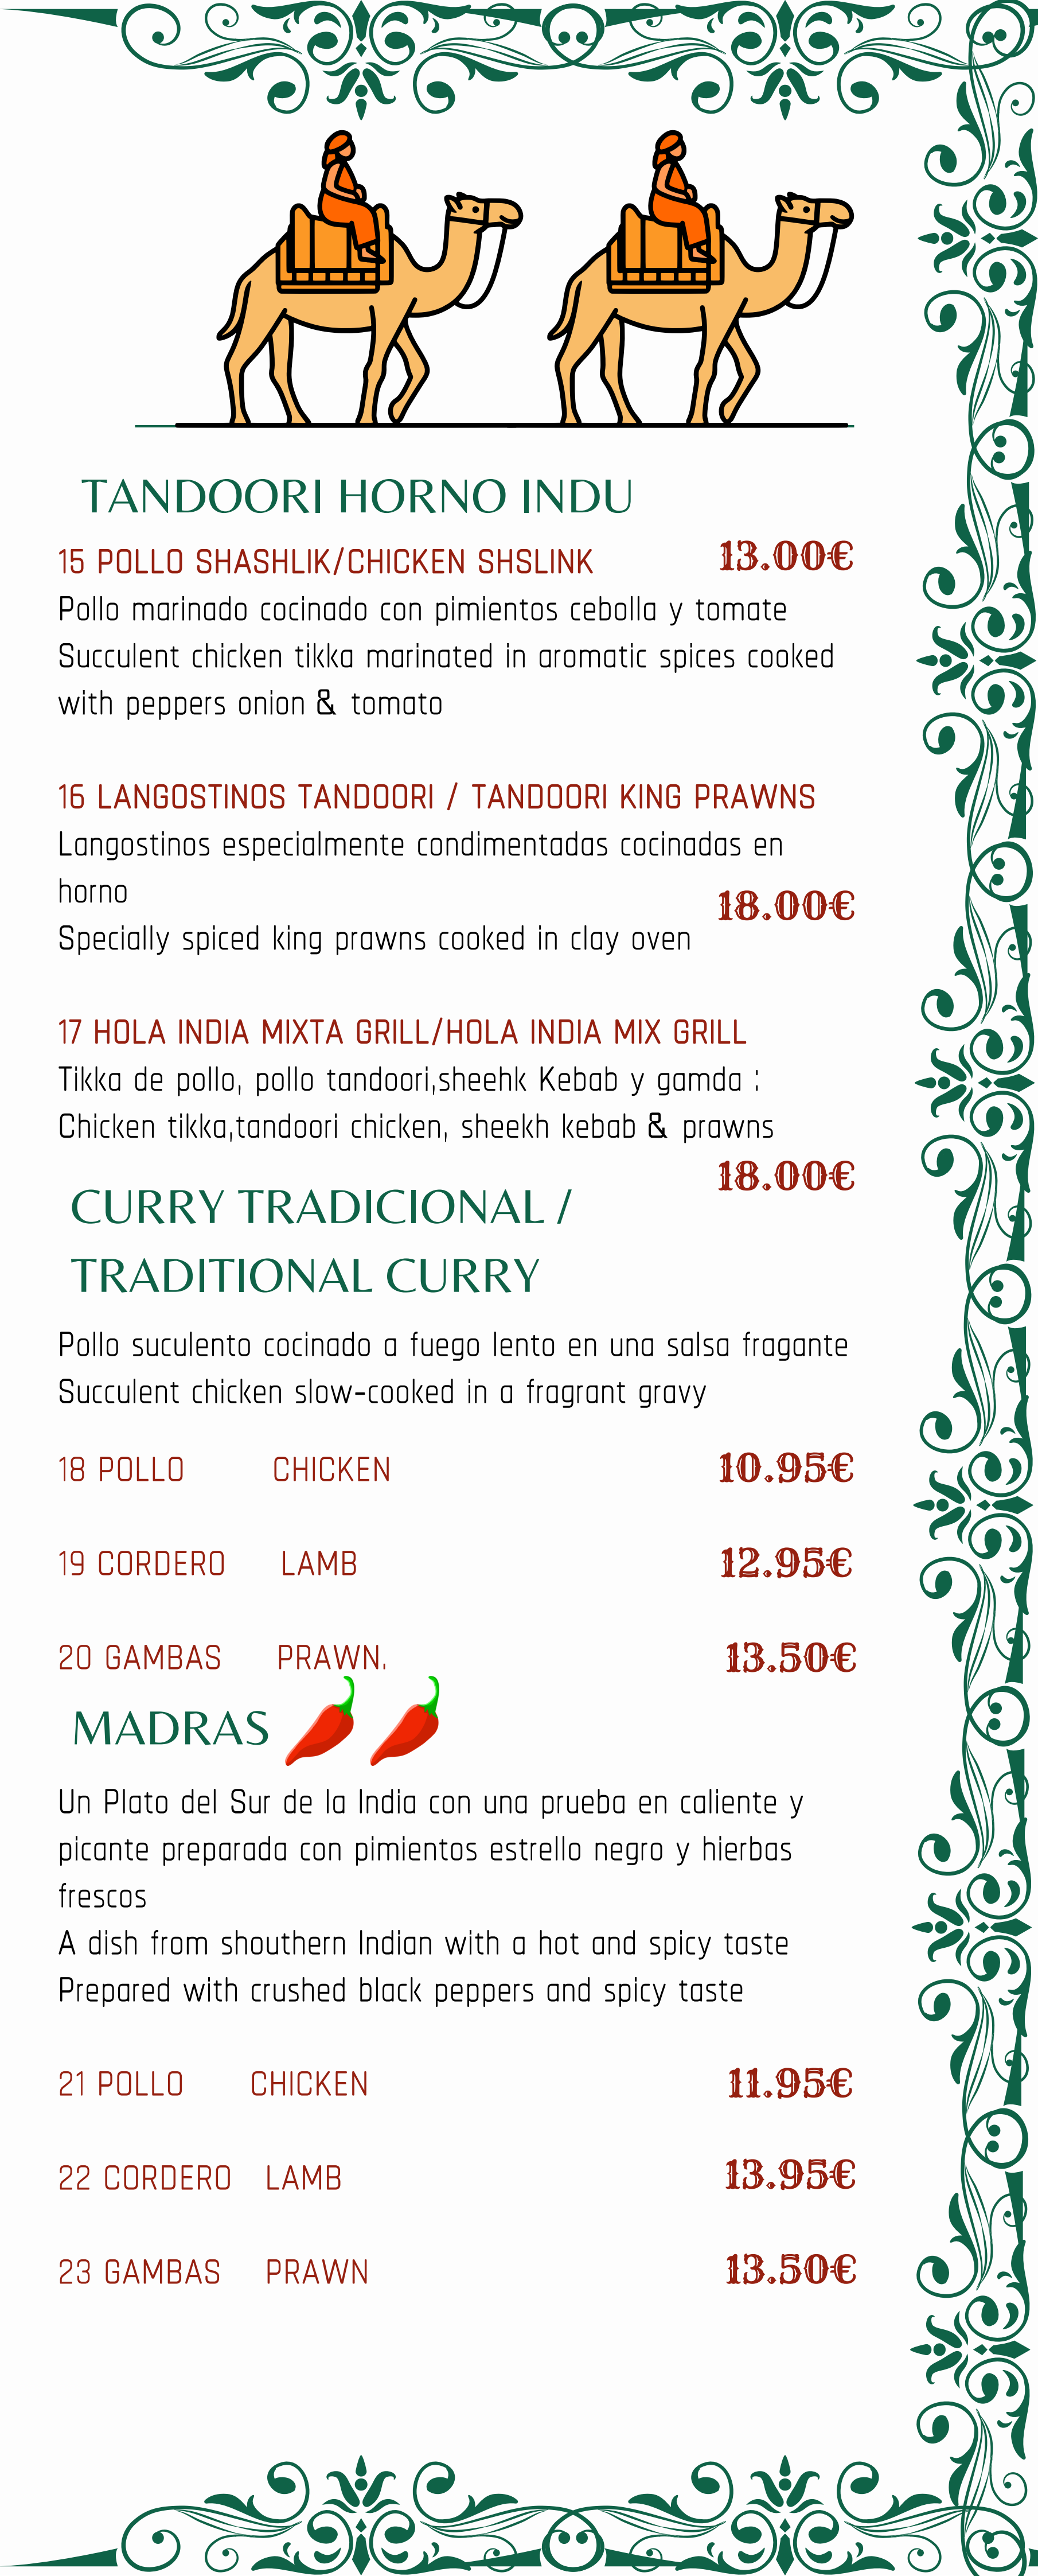 TANDOORI HORNO INDU
15 POLLO SHASHLIK/CHICKEN SHSLINK 13.00€
Pollo marinado cocinado con pimientos cebolla y tomate
Succulent chicken tikka marinated in aromatic spices cooked
with peppers onion & tomato
16 LANGOSTINOS TANDOORI / TANDOORI KING PRAWNS
Langostinos especialmente condimentadas cocinadas en
horno
18.00€
Specially spiced king prawns cooked in clay oven
17 HOLA INDIA MIXTA GRILL/HOLA INDIA MIX GRILL
Tikka de pollo, pollo tandoori,sheehk Kebab y gamda :
Chicken tikka,tandoori chicken, sheekh kebab & prawns
18.00€
CURRY TRADICIONAL /
TRADITIONAL CURRY
Pollo suculento cocinado a fuego lento en una salsa fragante
Succulent chicken slow-cooked in a fragrant gravy
18 POLLO CHICKEN 10.95€
19 CORDERO LAMB 12.95€
20 GAMBAS PRAWN. 13.50€
MADRAS
Un Plato del Sur de la India con una prueba en caliente y
picante preparada con pimientos estrello negro y hierbas
frescos
A dish from shouthern Indian with a hot and spicy taste
Prepared with crushed black peppers and spicy taste
21 POLLO CHICKEN 11.95€
22 CORDERO LAMB 13.95€
23 GAMBAS PRAWN 13.50€